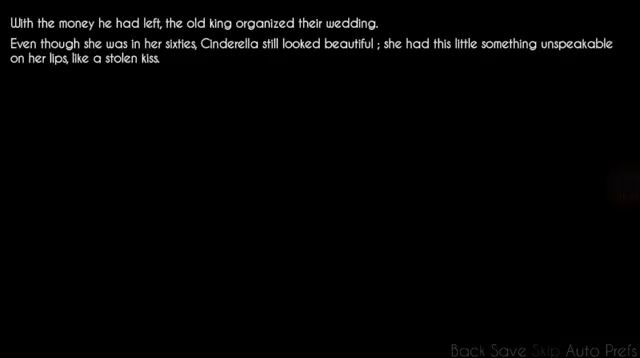 With the money he had left, the old king organized their wedding.
Even though she was in her sixties, Cinderella still looked beautiful ; she had this little something unspeakable
on her lips, like a stolen kiss.
Back Save Skip Auto Prefs